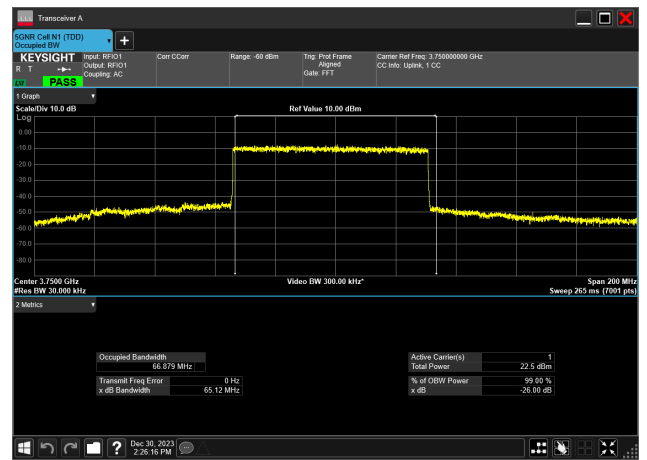 Transceiver A
5GNR Cell N1 (TDD)
Occupied BW
KEYSIGHT
R T
LV
PASS
Input: RFIO1
Output: RFIO1
Coupling: AC
Corr CCorr
Range: -60 dBm
Trig: Prot Frame
Aligned
Gate: FFT
Carrier Ref Freq: 3.750000000 GHz
CC Info: Uplink, 1 CC
1 Graph
Scale/Div 10.0 dB
Ref Value 10.00 dBm
Log
0.00
-10.0
-20.0
-30.0
-40.0
-50.0
-60.0
-70.0
-80.0
Center 3.7500 GHz
Video BW 300.00 kHz*
Span 200 MHz
#Res BW 30.000 kHz
Sweep 265 ms (7001 pts)
2 Metrics
Occupied Bandwidth
66.879 MHz
Transmit Freq Error 0 Hz
x dB Bandwidth 65.12 MHz
Active Carrier(s) 1
Total Power 22.5 dBm
% of OBW Power 99.00 %
x dB -26.00 dB
Dec 30, 2023
2:26:16 PM